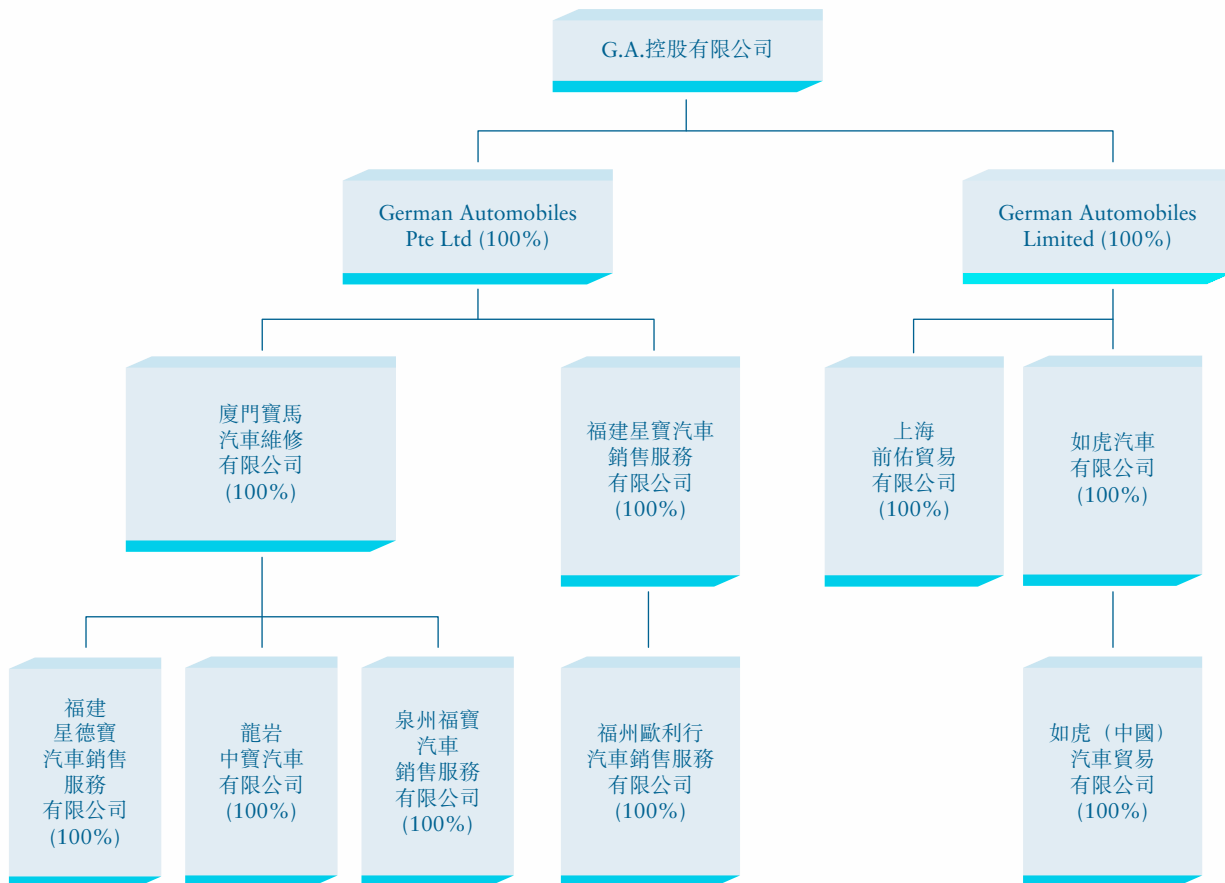 G.A.控股有限公司
German Automobiles
Pte Ltd (100%)
German Automobiles
Limited (100%)
廈門寶馬
汽車維修
有限公司
(100%)
福建星寶汽車
銷售服務
有限公司
(100%)
上海
前佑貿易
有限公司
(100%)
如虎汽車
有限公司
(100%)
福建
星德寶
汽車銷售
服務
有限公司
(100%)
龍岩
中寶汽車
有限公司
(100%)
泉州福寶
汽車
銷售服務
有限公司
(100%)
福州歐利行
汽車銷售服務
有限公司
(100%)
如虎（中國）
汽車貿易
有限公司
(100%)